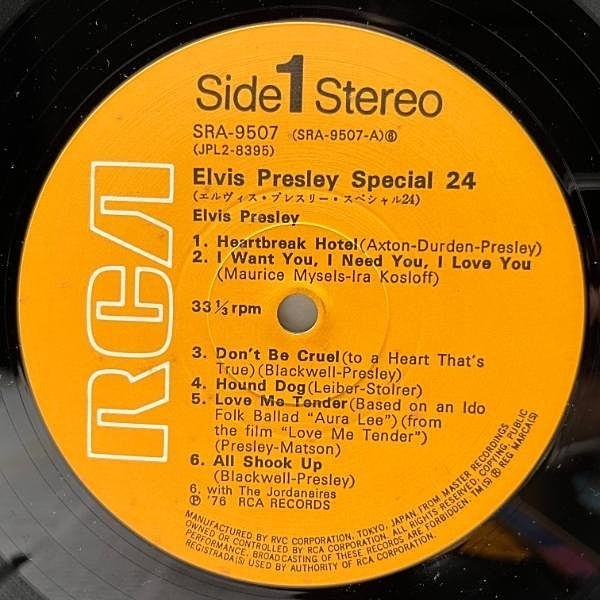 Side 1 Stereo
SRA-9507 (SRA-9507-A)⑥
(JPL2-8395)
Elvis Presley Special 24
(エルヴィス・プレスリー・スペシャル24)
Elvis Presley
1. Heartbreak Hotel(Axton-Durden-Presley)
2. I Want You, I Need You, I Love You
(Maurice Mysels-Ira Kosloff)
33 1/3 rpm
3. Don't Be Cruel(to a Heart That's
True)(Blackwell-Presley)
4. Hound Dog(Leiber-Stolrer)
5. Love Me Tender(Based on an Ido
Folk Ballad "Aura Lee")(from
the film "Love Me Tender")
(Presley-Matson)
6. All Shook Up
(Blackwell-Presley)
6. with The Jordanaires
Ⓟ '76 RCA RECORDS
RCA
MANUFACTURED BY RVC CORPORATION, TOKYO, JAPAN, FROM MASTER RECORDINGS
OWNED OR CONTROLLED BY RCA CORPORATION. ALL RIGHTS RESERVED, COPYING, PUBLIC
PERFORMANCE, BROADCASTING OF THESE RECORDS ARE FORBIDDEN. TM(S) ® REG MARCA(S)
REGISTRADA(S) USED BY AUTHORITY OF RCA CORPORATION.